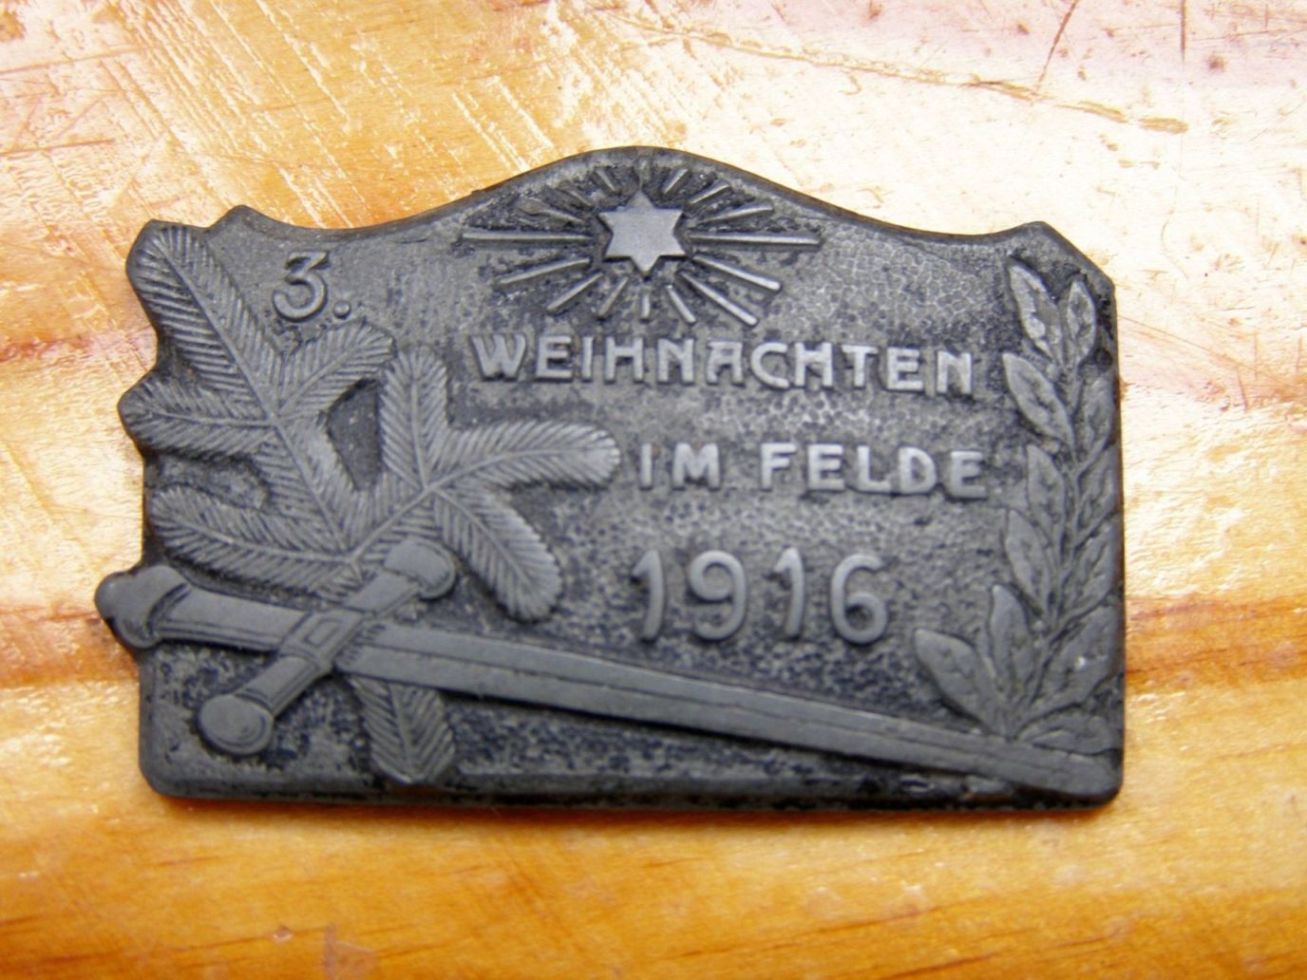 3.
WEIHNACHTEN
IM FELDE
1916